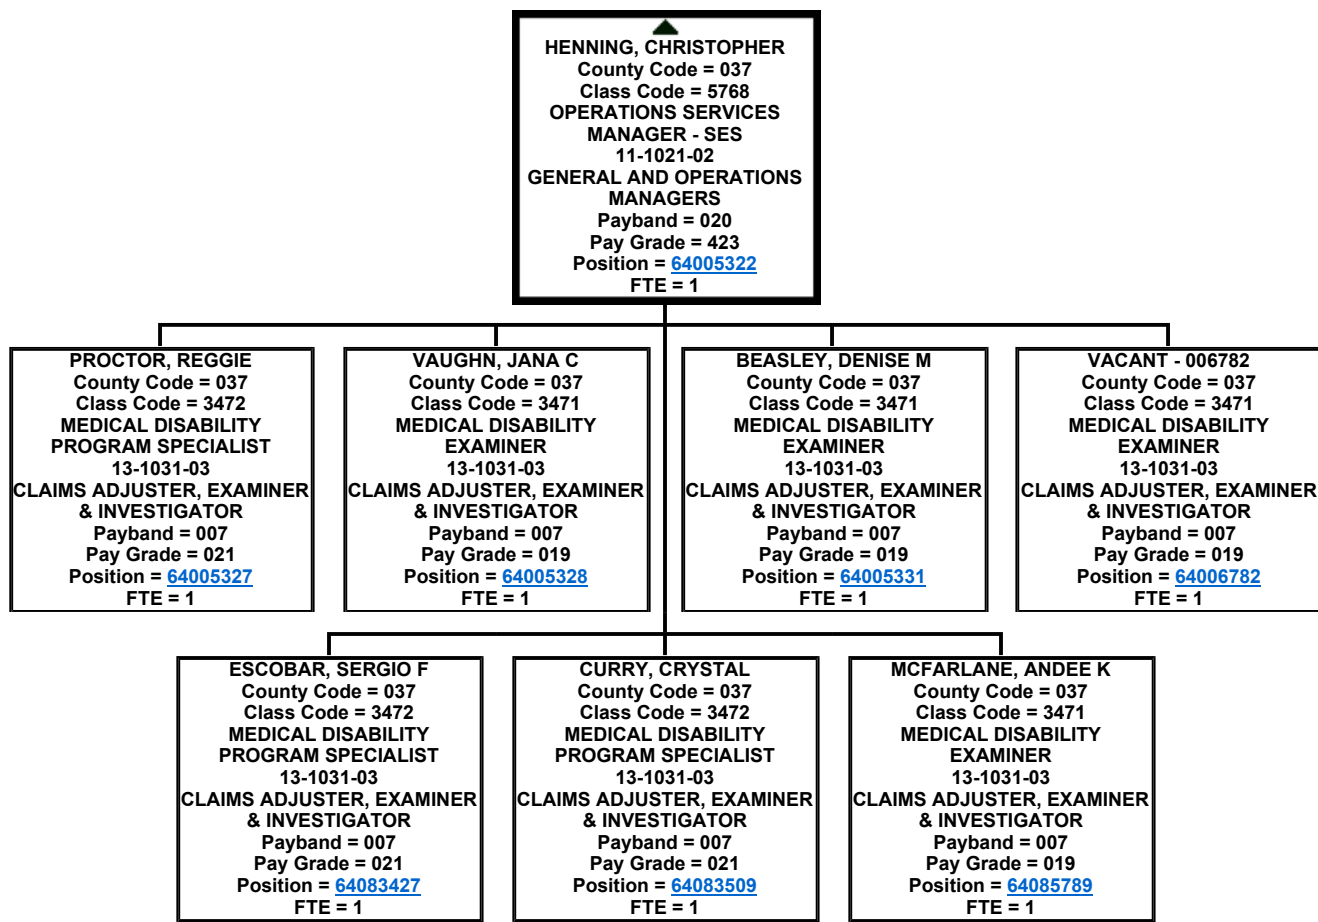 HENNING, CHRISTOPHER
County Code = 037
Class Code = 5768
OPERATIONS SERVICES
MANAGER - SES
11-1021-02
GENERAL AND OPERATIONS
MANAGERS
Payband = 020
Pay Grade = 423
Position = 64005322
FTE = 1
PROCTOR, REGGIE
County Code = 037
Class Code = 3472
MEDICAL DISABILITY
PROGRAM SPECIALIST
13-1031-03
CLAIMS ADJUSTER, EXAMINER
& INVESTIGATOR
Payband = 007
Pay Grade = 021
Position = 64005327
FTE = 1
VAUGHN, JANA C
County Code = 037
Class Code = 3471
MEDICAL DISABILITY
EXAMINER
13-1031-03
CLAIMS ADJUSTER, EXAMINER
& INVESTIGATOR
Payband = 007
Pay Grade = 019
Position = 64005328
FTE = 1
BEASLEY, DENISE M
County Code = 037
Class Code = 3471
MEDICAL DISABILITY
EXAMINER
13-1031-03
CLAIMS ADJUSTER, EXAMINER
& INVESTIGATOR
Payband = 007
Pay Grade = 019
Position = 64005331
FTE = 1
VACANT - 006782
County Code = 037
Class Code = 3471
MEDICAL DISABILITY
EXAMINER
13-1031-03
CLAIMS ADJUSTER, EXAMINER
& INVESTIGATOR
Payband = 007
Pay Grade = 019
Position = 64006782
FTE = 1
ESCOBAR, SERGIO F
County Code = 037
Class Code = 3472
MEDICAL DISABILITY
PROGRAM SPECIALIST
13-1031-03
CLAIMS ADJUSTER, EXAMINER
& INVESTIGATOR
Payband = 007
Pay Grade = 021
Position = 64083427
FTE = 1
CURRY, CRYSTAL
County Code = 037
Class Code = 3472
MEDICAL DISABILITY
PROGRAM SPECIALIST
13-1031-03
CLAIMS ADJUSTER, EXAMINER
& INVESTIGATOR
Payband = 007
Pay Grade = 021
Position = 64083509
FTE = 1
MCFARLANE, ANDEE K
County Code = 037
Class Code = 3471
MEDICAL DISABILITY
EXAMINER
13-1031-03
CLAIMS ADJUSTER, EXAMINER
& INVESTIGATOR
Payband = 007
Pay Grade = 019
Position = 64085789
FTE = 1